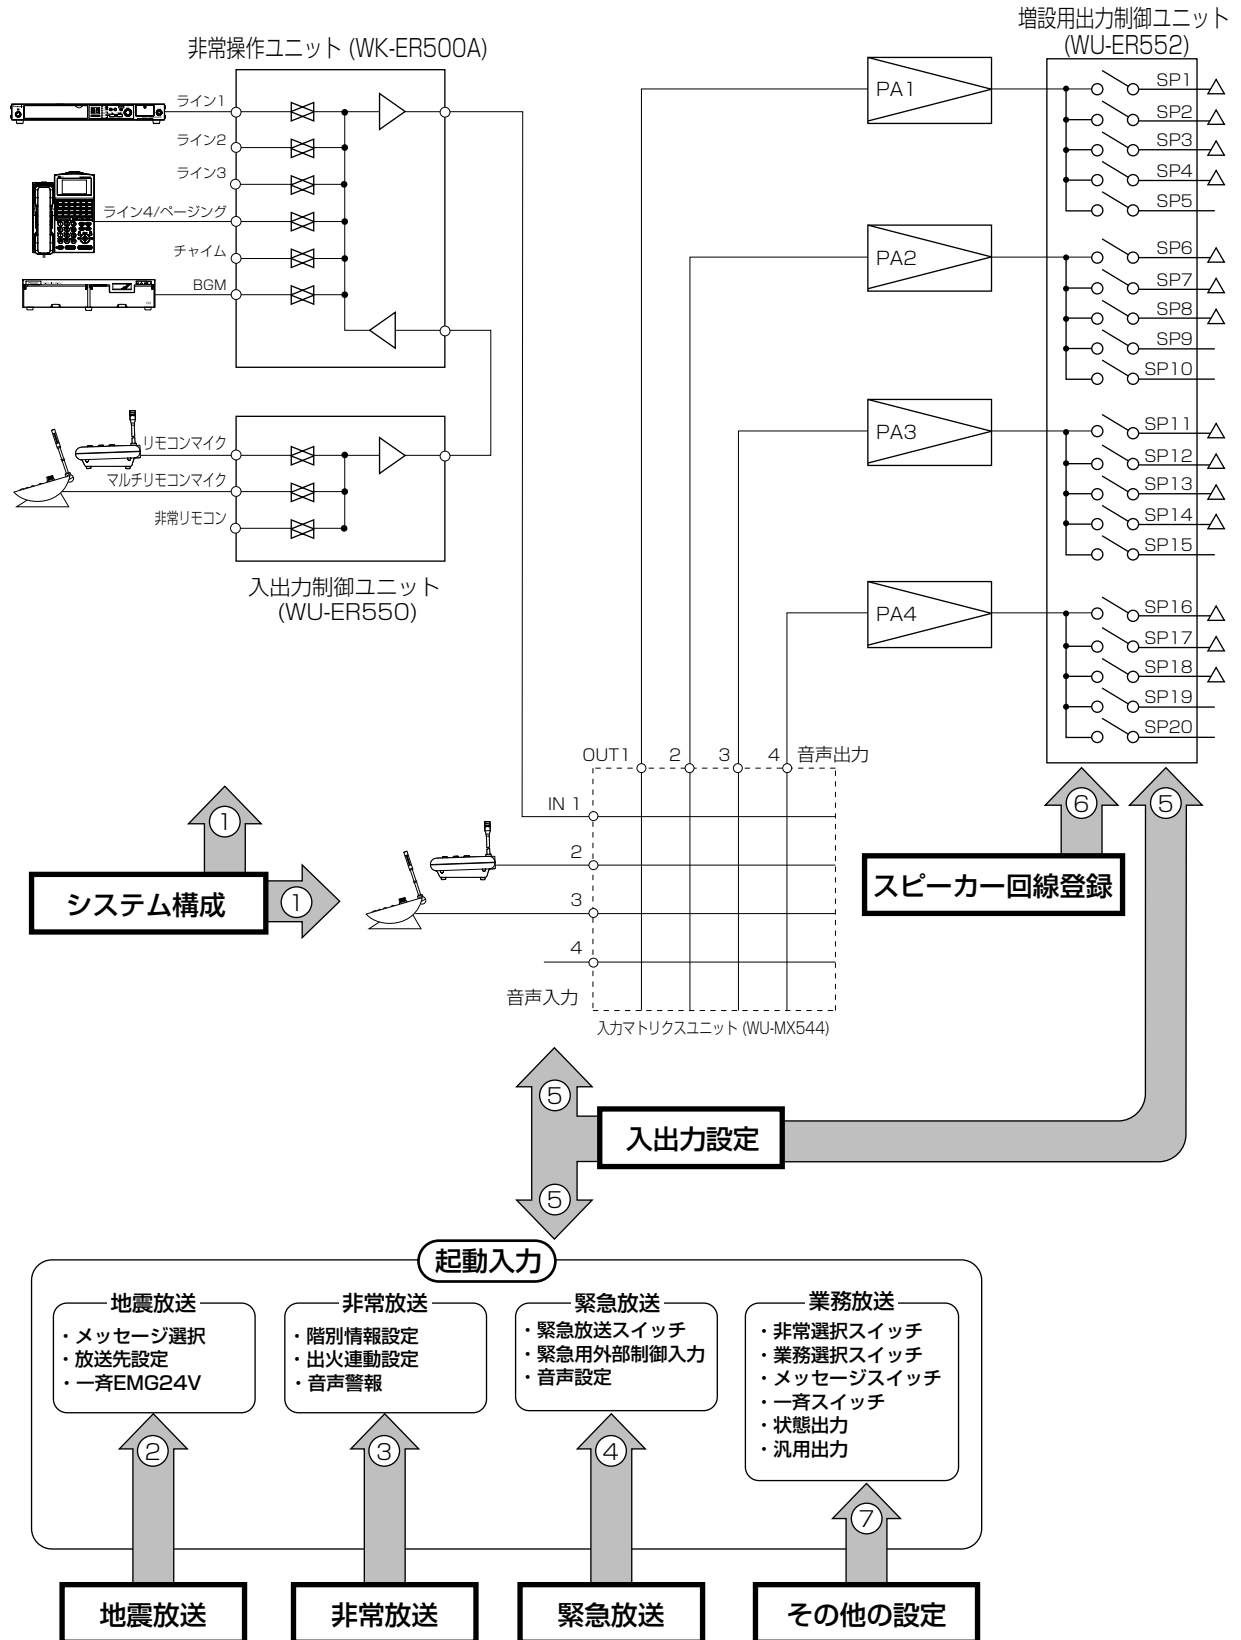 増設用出力制御ユニット
(WU-ER552)
非常操作ユニット (WK-ER500A)
ライン1
ライン2
ライン3
ライン4/ページング
チャイム
BGM
リモコンマイク
マルチリモコンマイク
非常リモコン
入出力制御ユニット
(WU-ER550)
PA1
SP1
SP2
SP3
SP4
SP5
PA2
SP6
SP7
SP8
SP9
SP10
PA3
SP11
SP12
SP13
SP14
SP15
PA4
SP16
SP17
SP18
SP19
SP20
OUT1 2 3 4 音声出力
IN 1
2
3
4
音声入力
入力マトリクスユニット (WU-MX544)
①
システム構成 ①
⑥ ⑤
スピーカー回線登録
⑤
入出力設定
⑤
起動入力
地震放送
・メッセージ選択
・放送先設定
・一斉EMG24V
非常放送
・階別情報設定
・出火連動設定
・音声警報
緊急放送
・緊急放送スイッチ
・緊急用外部制御入力
・音声設定
業務放送
・非常選択スイッチ
・業務選択スイッチ
・メッセージスイッチ
・一斉スイッチ
・状態出力
・汎用出力
② ③ ④ ⑦
地震放送 非常放送 緊急放送 その他の設定